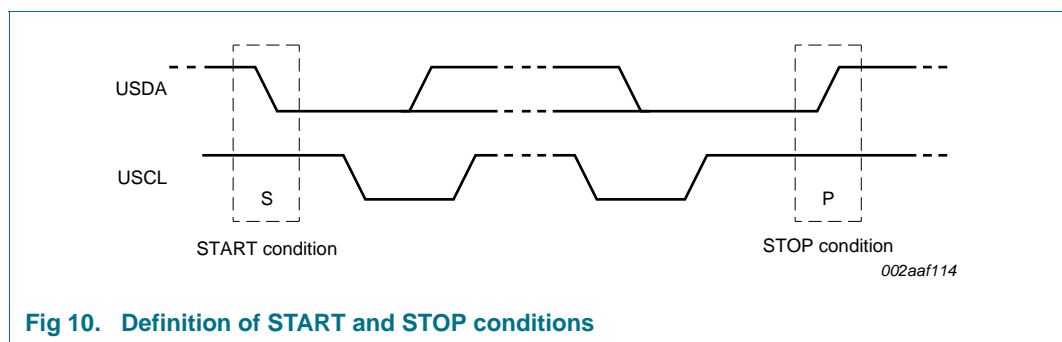 USDA
USCL
S
P
START condition
STOP condition
002aaf114
Fig 10. Definition of START and STOP conditions